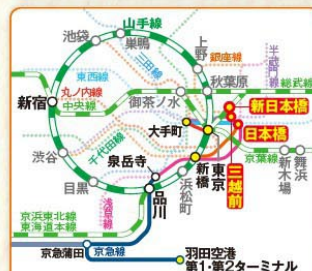 山手線
池袋
巣鴨
上野
銀座線
半蔵門線
東西線
三田線
丸ノ内線
秋葉原
総武線
新宿
中央線
御茶ノ水
新日本橋
大手町
日本橋
千代田線
泉岳寺
三越前
京葉線
渋谷
新橋
東京
新木場
舞浜
目黒
浅草線
品川
浜松町
京浜東北線
東海道本線
京急蒲田
京急線
羽田空港
第1・第2ターミナル